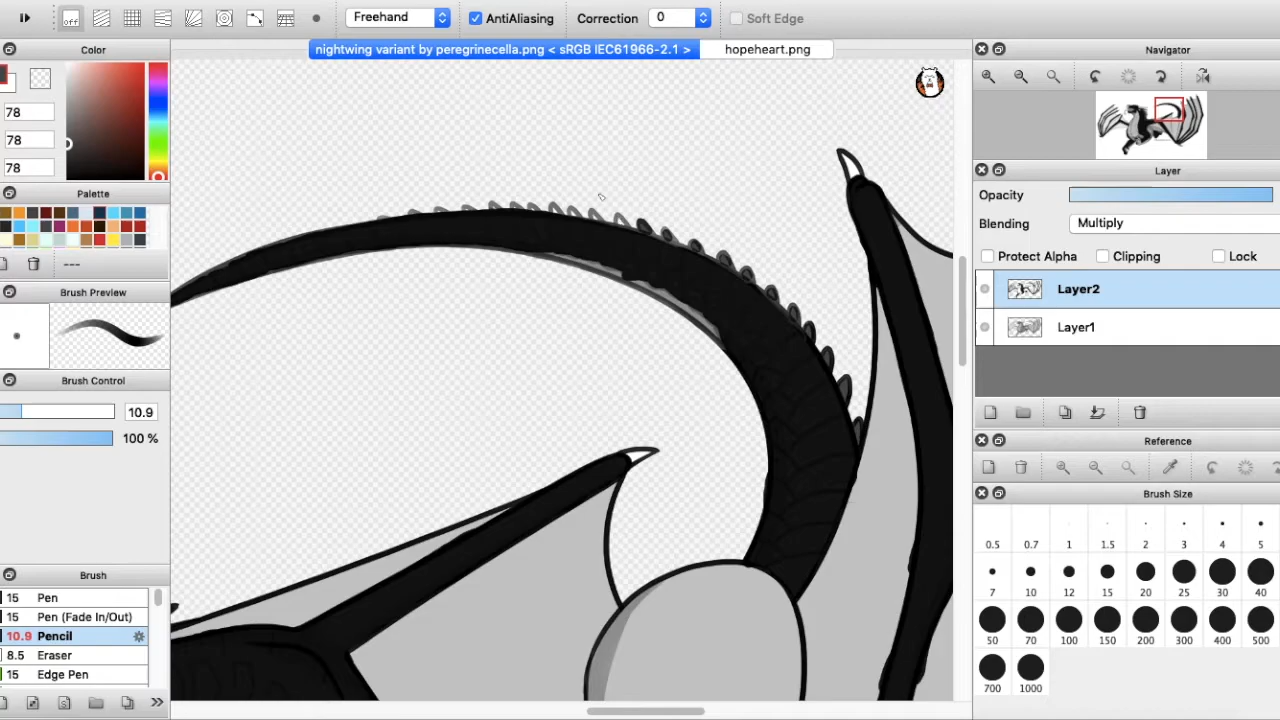 off Freehand AntiAliasing Correction 0 Soft Edge
nightwing variant by peregrinecella.png < sRGB IEC61966-2.1 > hopeheart.png
Color
78
78
78
Palette
---
Brush Preview
Brush Control
10.9
100 %
Brush
15 Pen
15 Pen (Fade In/Out)
10.9 Pencil
8.5 Eraser
15 Edge Pen
>>
Navigator
Layer
Opacity
Blending Multiply
Protect Alpha Clipping Lock
Layer2
Layer1
Reference
Brush Size
0.5 0.7 1 1.5 2 3 4 5
7 10 12 15 20 25 30 40
50 70 100 150 200 300 400 500
700 1000